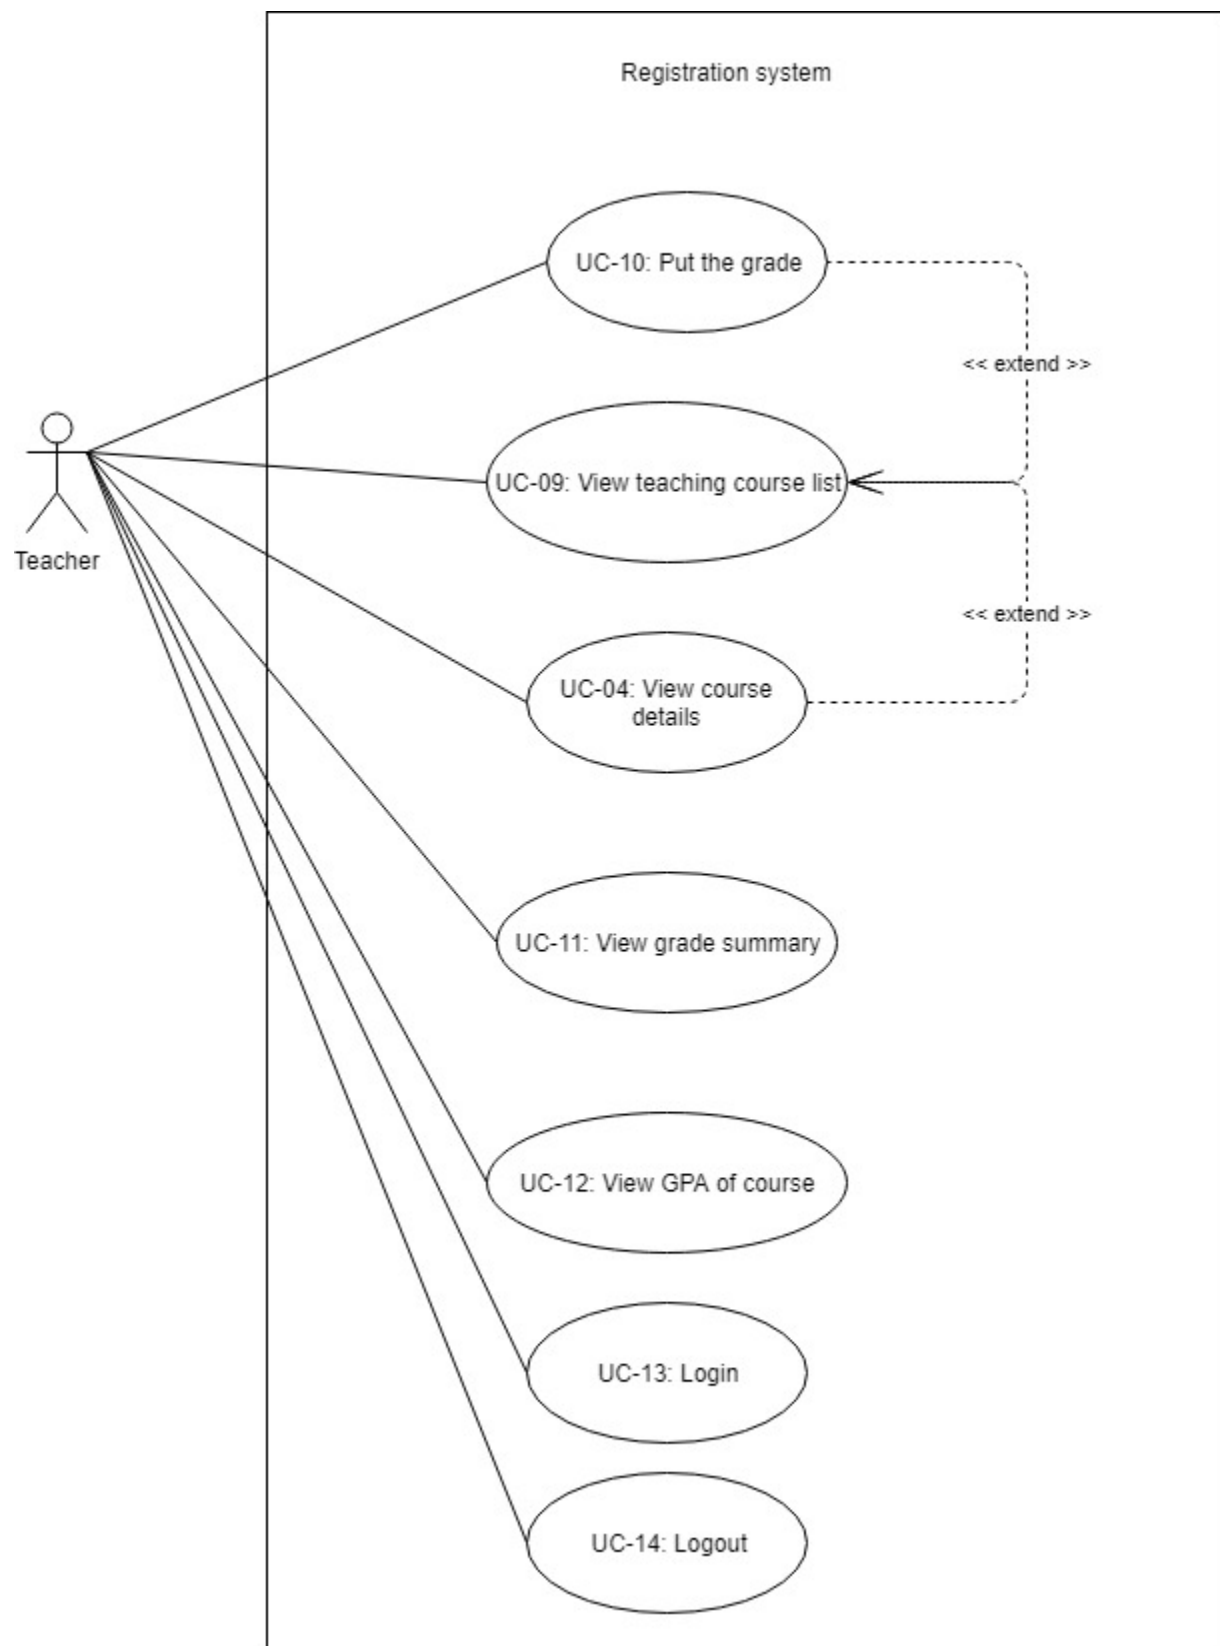 Registration system
UC-10: Put the grade
<< extend >>
UC-09: View teaching course list
Teacher
<< extend >>
UC-04: View course
details
UC-11: View grade summary
UC-12: View GPA of course
UC-13: Login
UC-14: Logout